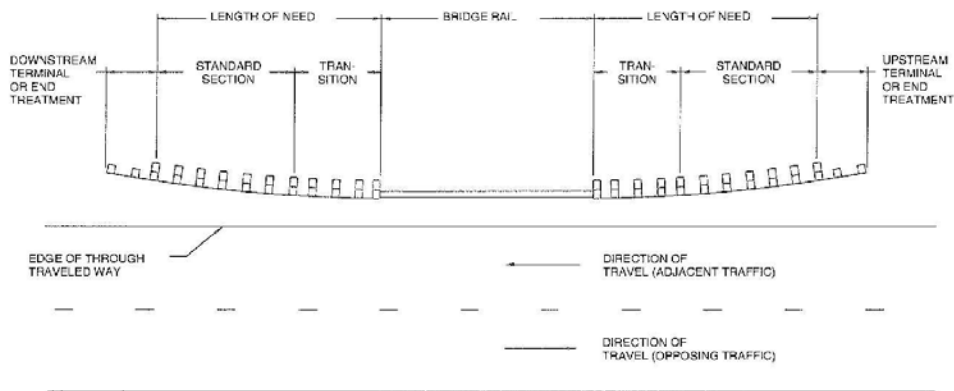 LENGTH OF NEED
BRIDGE RAIL
LENGTH OF NEED
DOWNSTREAM
TERMINAL
OR END
TREATMENT
STANDARD
SECTION
TRAN-
SITION
TRAN-
SITION
STANDARD
SECTION
UPSTREAM
TERMINAL
OR END
TREATMENT
EDGE OF THROUGH
TRAVELED WAY
DIRECTION OF
TRAVEL (ADJACENT TRAFFIC)
DIRECTION OF
TRAVEL (OPPOSING TRAFFIC)